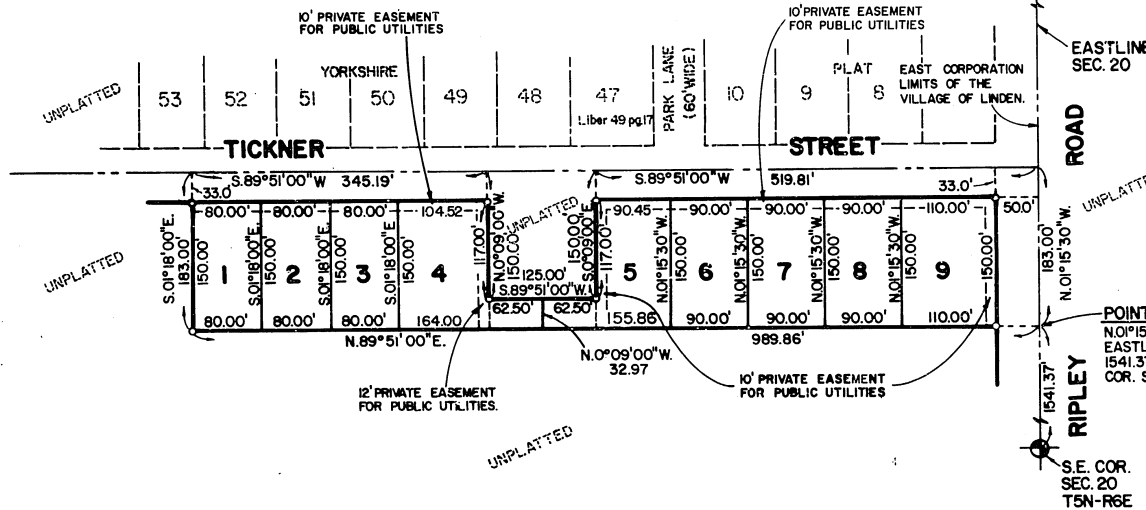 10' PRIVATE EASEMENT
FOR PUBLIC UTILITIES
10' PRIVATE EASEMENT
FOR PUBLIC UTILITIES
EASTLINE
SEC. 20
UNPLATTED
YORKSHIRE
PLAT
EAST CORPORATION
LIMITS OF THE
VILLAGE OF LINDEN.
53 52 51 50 49 48 47
Liber 49 pg.17
PARK LANE
(60' WIDE)
10 9 8
TICKNER
STREET
ROAD
S.89°51'00"W 345.19'
S.89°51'00"W 519.81'
33.0'
33.0'
50.0'
UNPLATTED
80.00' 80.00' 80.00' 104.52
UNPLATTED
90.45 90.00' 90.00' 90.00' 110.00'
S.01°18'00"E.
183.00'
150.00'
1
S.01°18'00"E.
150.00'
2
S.01°18'00"E.
150.00'
3
S.01°18'00"E.
150.00'
4
117.00'
N.0°09'00"W.
150.00
125.00'
S.89°51'00"W.
150.00'
S.0°09'00"E.
117.00'
5
N.01°15'30"W.
150.00'
6
N.01°15'30"W.
150.00'
7
N.01°15'30"W.
150.00'
8
N.01°15'30"W.
150.00'
9
150.00'
183.00'
N.01°15'30"W.
UNPLATTED
62.50' 62.50'
80.00' 80.00' 80.00' 164.00
155.86' 90.00' 90.00' 90.00' 110.00'
N.89°51'00"E.
989.86'
N.0°09'00"W.
32.97
POINT
N.01°15
EASTL
1541.37
COR. S
12' PRIVATE EASEMENT
FOR PUBLIC UTILITIES.
10' PRIVATE EASEMENT
FOR PUBLIC UTILITIES
1541.37'
RIPLEY
UNPLATTED
S.E. COR.
SEC. 20
T5N-R6E